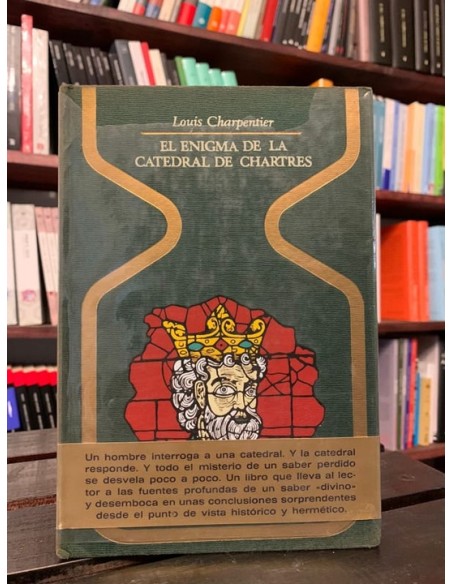 Louis Charpentier
EL ENIGMA DE LA
CATEDRAL DE CHARTRES
Un hombre interroga a una catedral. Y la catedral
responde. Y todo el misterio de un saber perdido
se desvela poco a poco. Un libro que lleva al lec-
tor a las fuentes profundas de un saber «divino»
y desemboca en unas conclusiones sorprendentes
desde el punto de vista histórico y hermético.